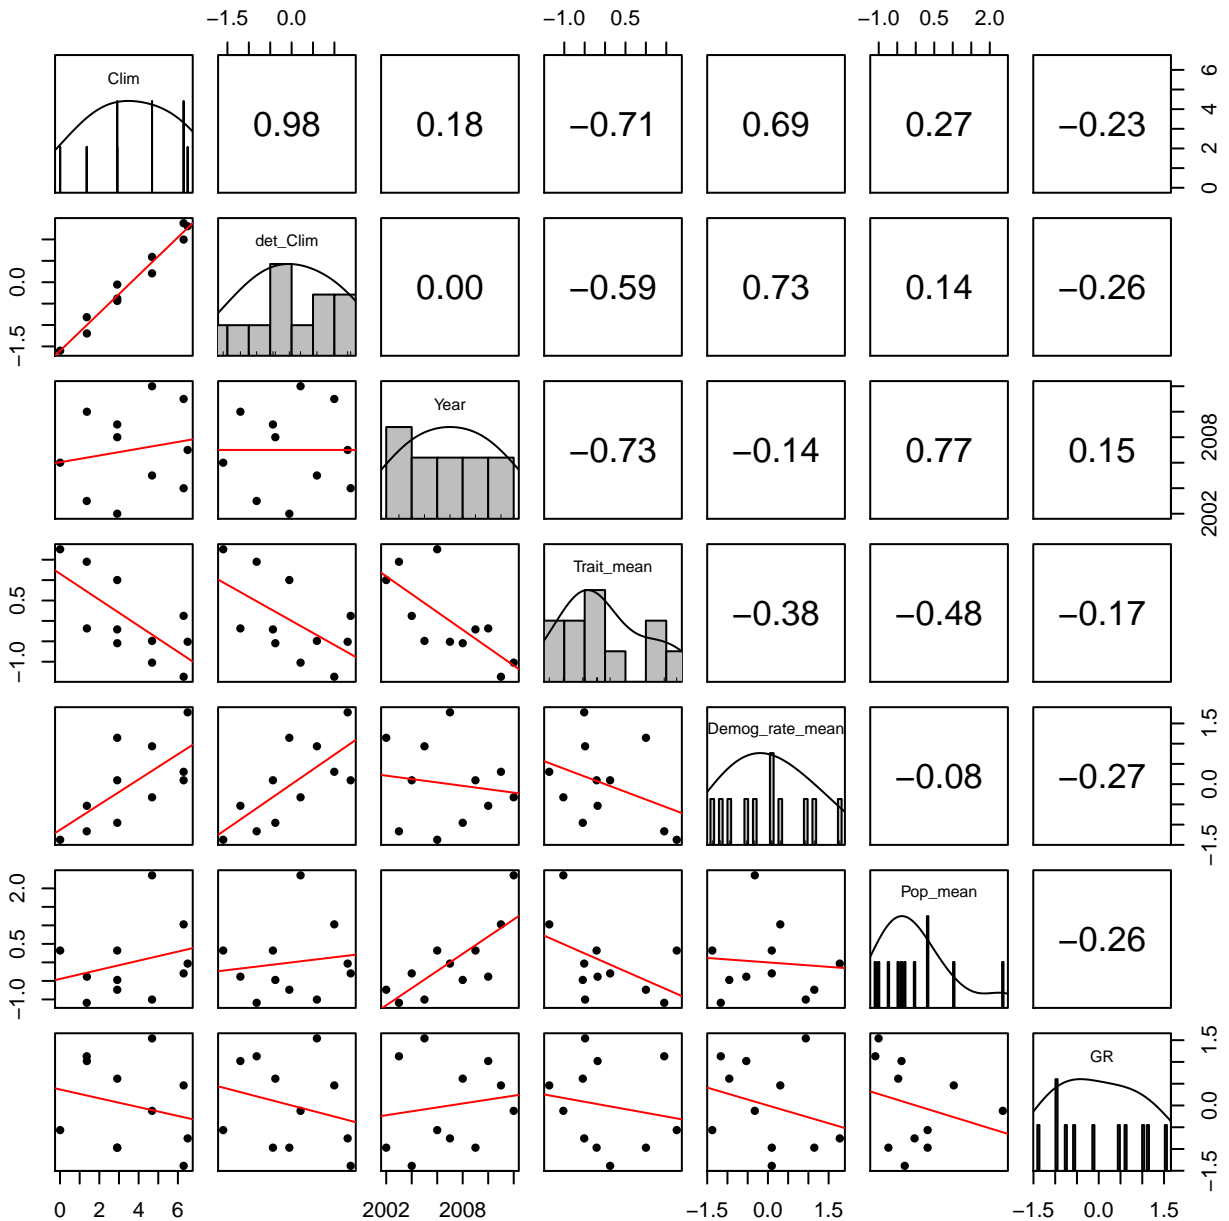 −1.5 0.0 −1.0 0.5 −1.0 0.5 2.0
Clim 0.98 0.18 −0.71 0.69 0.27 −0.23 0 2 4 6
−1.5 0.0 det_Clim 0.00 −0.59 0.73 0.14 −0.26
Year −0.73 −0.14 0.77 0.15 2002 2008
−1.0 0.5 Trait_mean −0.38 −0.48 −0.17
Demog_rate_mean −0.08 −0.27 −1.5 0.0 1.5
−1.0 0.5 2.0 Pop_mean −0.26
GR −1.5 0.0 1.5
0 2 4 6 2002 2008 −1.5 0.0 1.5 −1.5 0.0 1.5